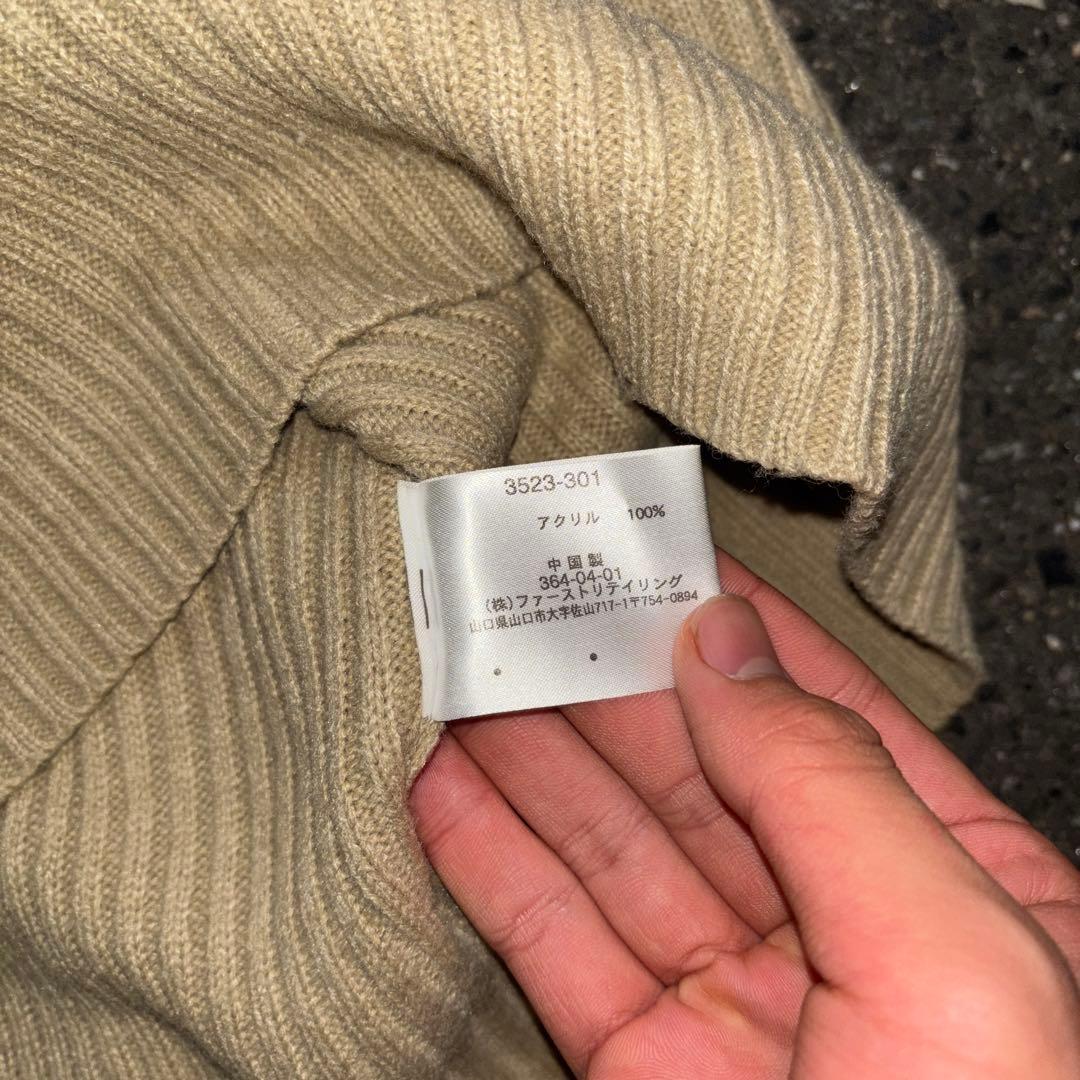 3523-301
アクリル 100%
中国製
364-04-01
(株)ファーストリテイリング
山口県山口市大字佐山717-1〒754-0894